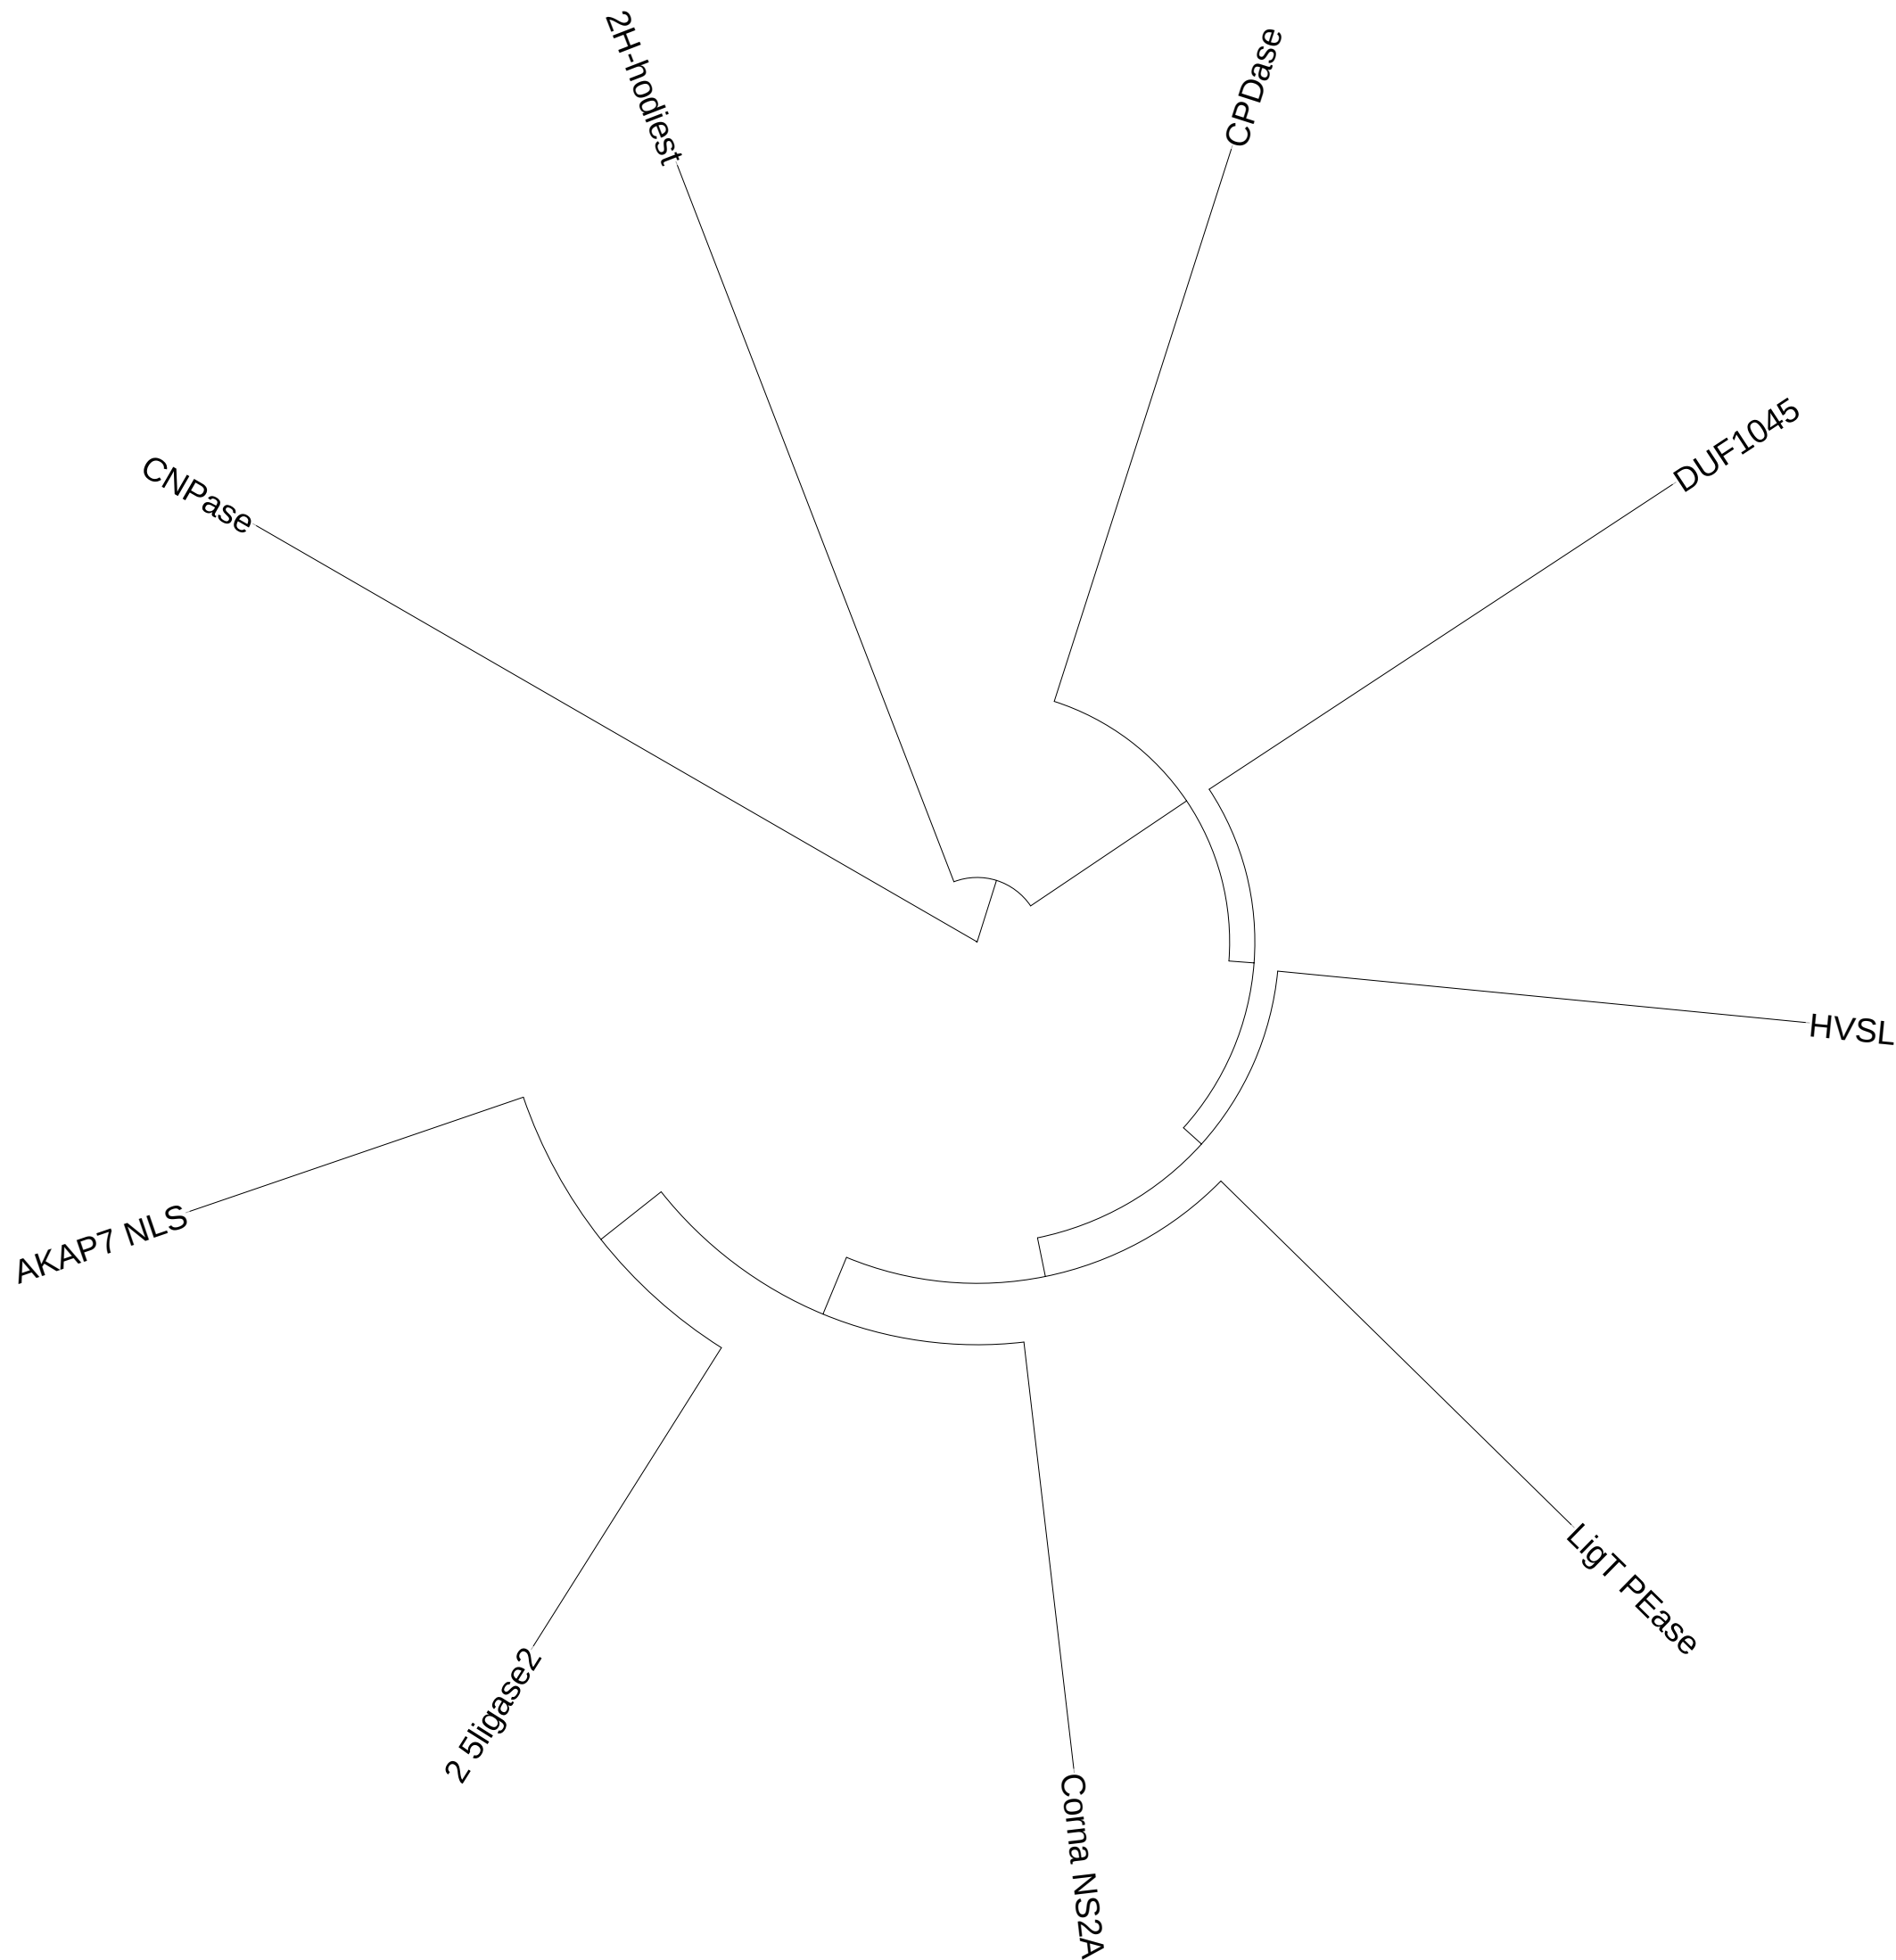 2H-hodiest
CPDase
DUF1045
CNPase
HVSL
AKAP7 NLS
LigT PEase
2 5ligase2
Corna NS2A